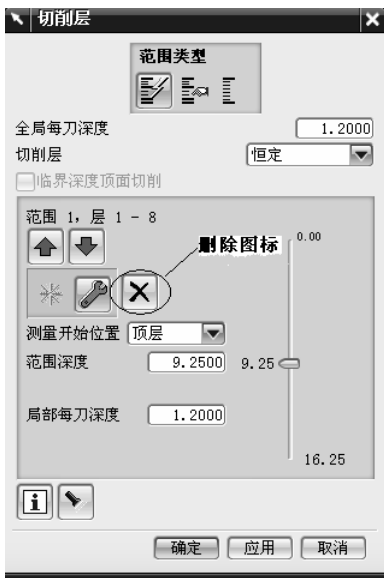 切削层
范围类型
全局每刀深度 1.2000
切削层 恒定
临界深度顶面切削
范围 1，层 1 - 8
删除图标
0.00
测量开始位置 顶层
范围深度 9.2500 9.25
局部每刀深度 1.2000
16.25
确定 应用 取消